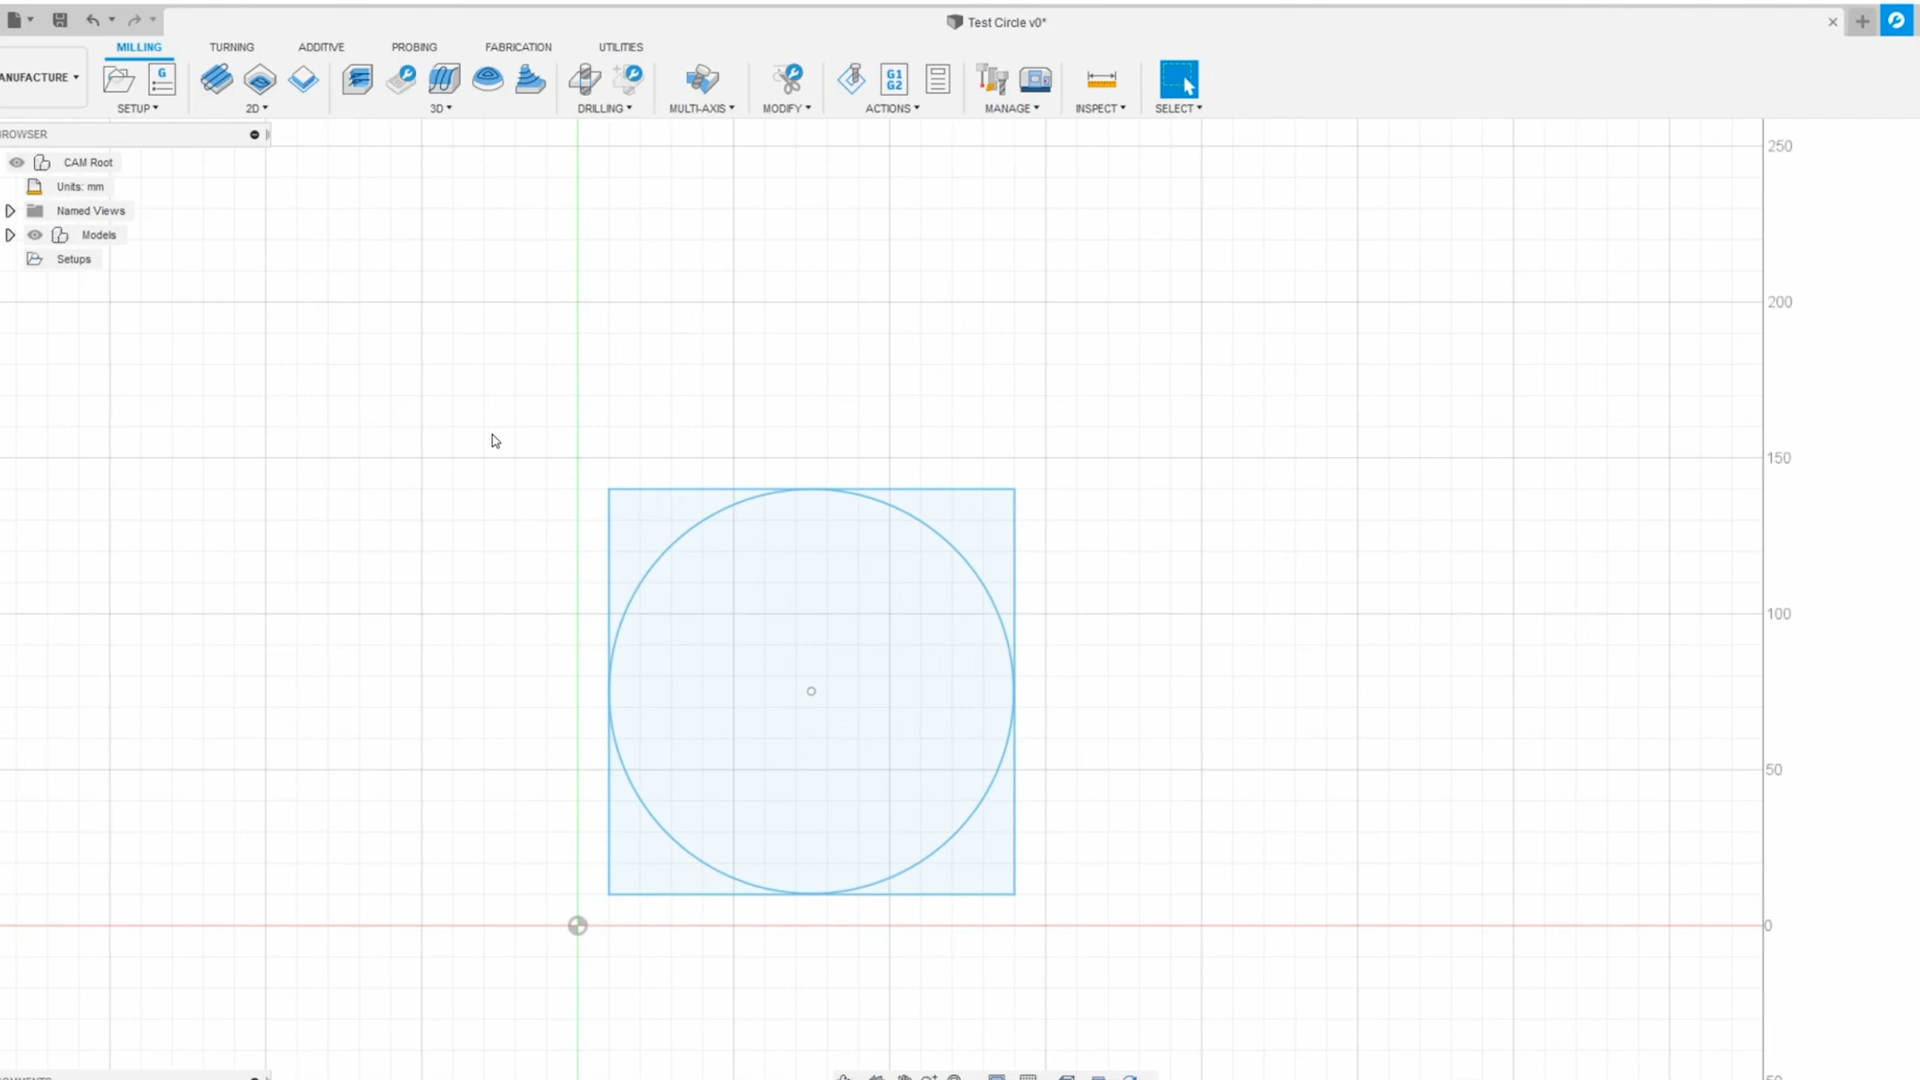 Test Circle v0*
MILLING TURNING ADDITIVE PROBING FABRICATION UTILITIES
ANUFACTURE
G
G1
G2
SETUP 2D 3D DRILLING MULTI-AXIS MODIFY ACTIONS MANAGE INSPECT SELECT
ROWSER
CAM Root
Units: mm
Named Views
Models
Setups
250
200
150
100
50
0